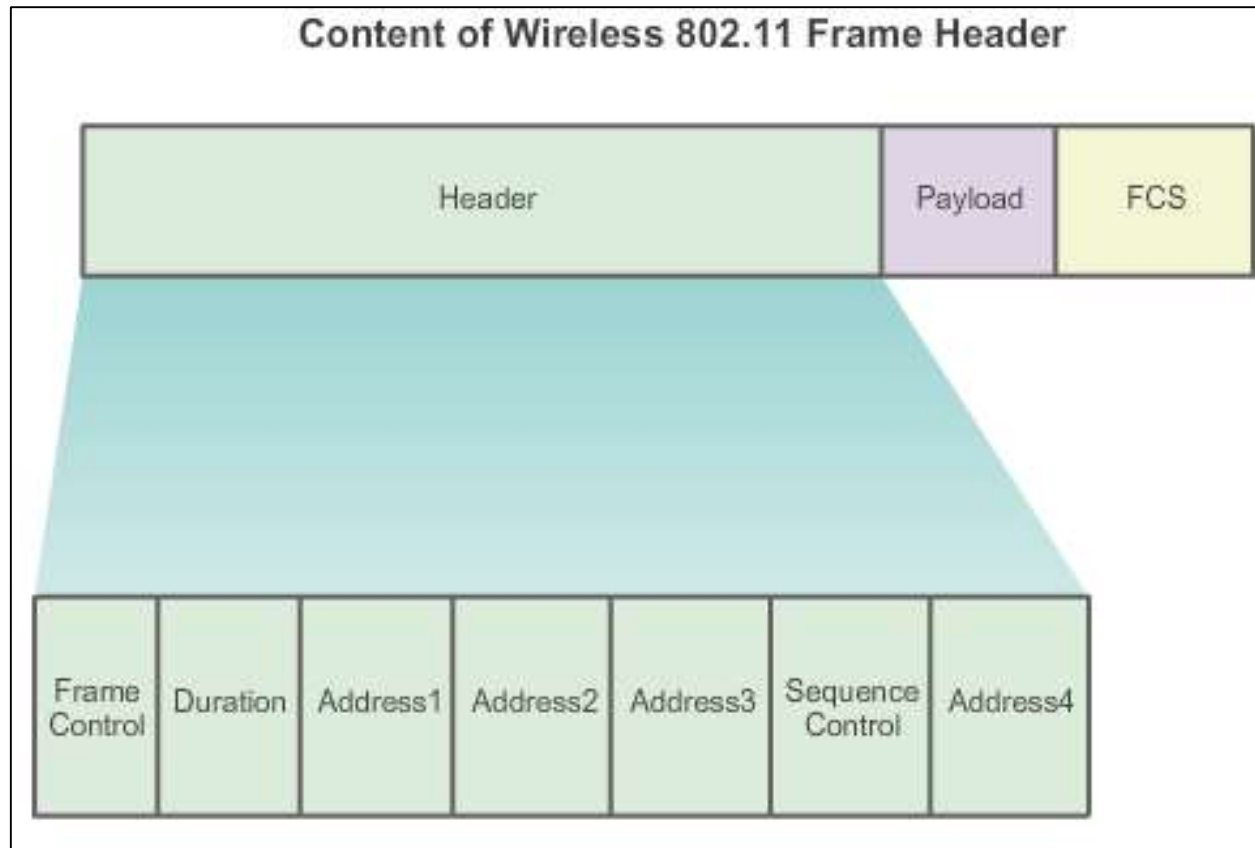 Content of Wireless 802.11 Frame Header
Header
Payload
FCS
Frame
Control
Duration
Address1
Address2
Address3
Sequence
Control
Address4